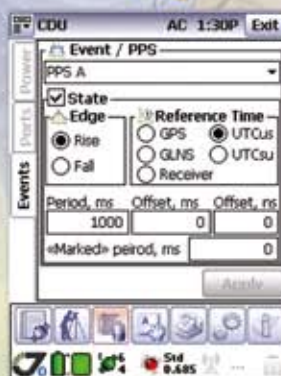 CDU AC 1:30P Exit
Event / PPS
PPS A
State
Edge
Rise
Fall
Reference Time
GPS UTCus
GLNS UTCsu
Receiver
Period, ms Offset, ms Offset, ns
1000 0 0
«Marked» peirod, ms 0
Apply
Power
Ports
Events
6
4
Std
0.685
...